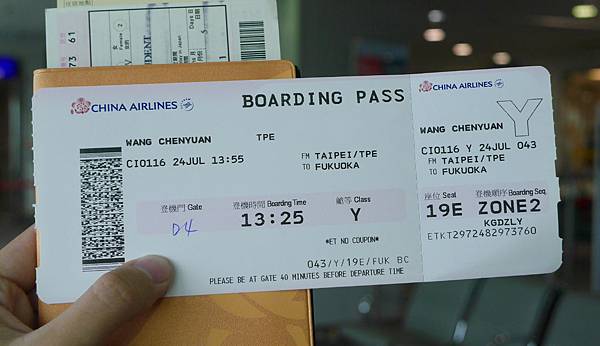 73 61
CHINA AIRLINES
BOARDING PASS
WANG CHENYUAN TPE
CI0116 24JUL 13:55
FM TAIPEI/TPE
TO FUKUOKA
登機門 Gate
登機時間 Boarding Time
艙等 Class
D4
13:25
Y
*ET NO COUPON*
043/Y/19E/FUK BC
PLEASE BE AT GATE 40 MINUTES BEFORE DEPARTURE TIME
CHINA AIRLINES
Y
WANG CHENYUAN
CI0116 Y 24JUL 043
FM TAIPEI/TPE
TO FUKUOKA
座位 Seat
登機順序 Boarding Seq.
19E ZONE2
KGDZLY
ETKT2972482973760